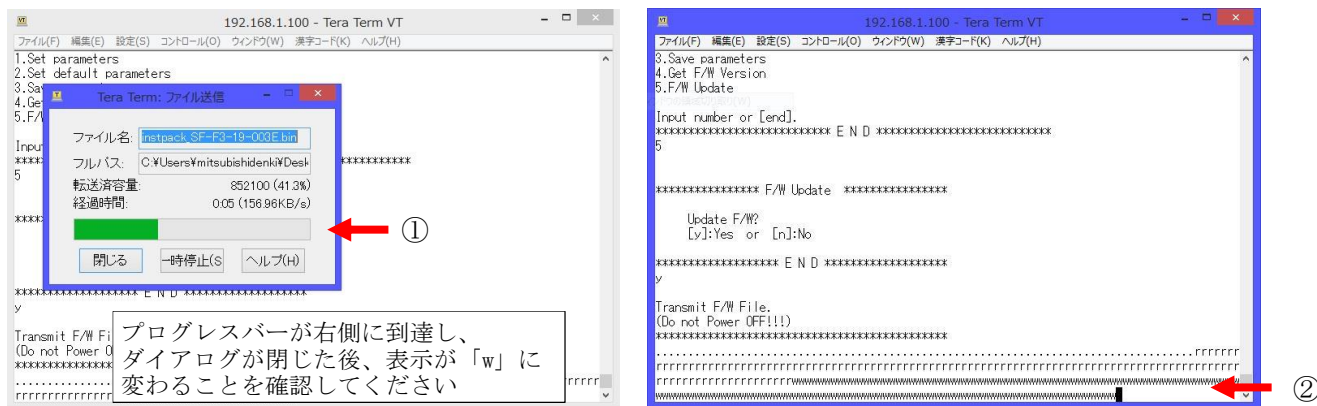 192.168.1.100 - Tera Term VT
ファイル(F) 編集(E) 設定(S) コントロール(O) ウィンドウ(W) 漢字コード(K) ヘルプ(H)
1.Set parameters
2.Set default parameters
3.Sa
4.Ge
5.F/
Inpu
5
Tera Term: ファイル送信
ファイル名: instpack_SF-F3-19-003E.bin
フルパス: C:¥Users¥mitsubishidenki¥Desk
転送済容量: 852100 (41.3%)
経過時間: 0:05 (156.96KB/s)
閉じる 一時停止(S ヘルプ(H)
①
******************* E N D *******************
y
Transmit F/W Fi
(Do not Power O
プログレスバーが右側に到達し、
ダイアログが閉じた後、表示が「w」に
変わることを確認してください
192.168.1.100 - Tera Term VT
ファイル(F) 編集(E) 設定(S) コントロール(O) ウィンドウ(W) 漢字コード(K) ヘルプ(H)
3.Save parameters
4.Get F/W Version
5.F/W Update
Input number or [end].
*************************** E N D ***************************
5
**************** F/W Update ****************
Update F/W?
[y]:Yes or [n]:No
******************* E N D *******************
y
Transmit F/W File.
(Do not Power OFF!!!)
②